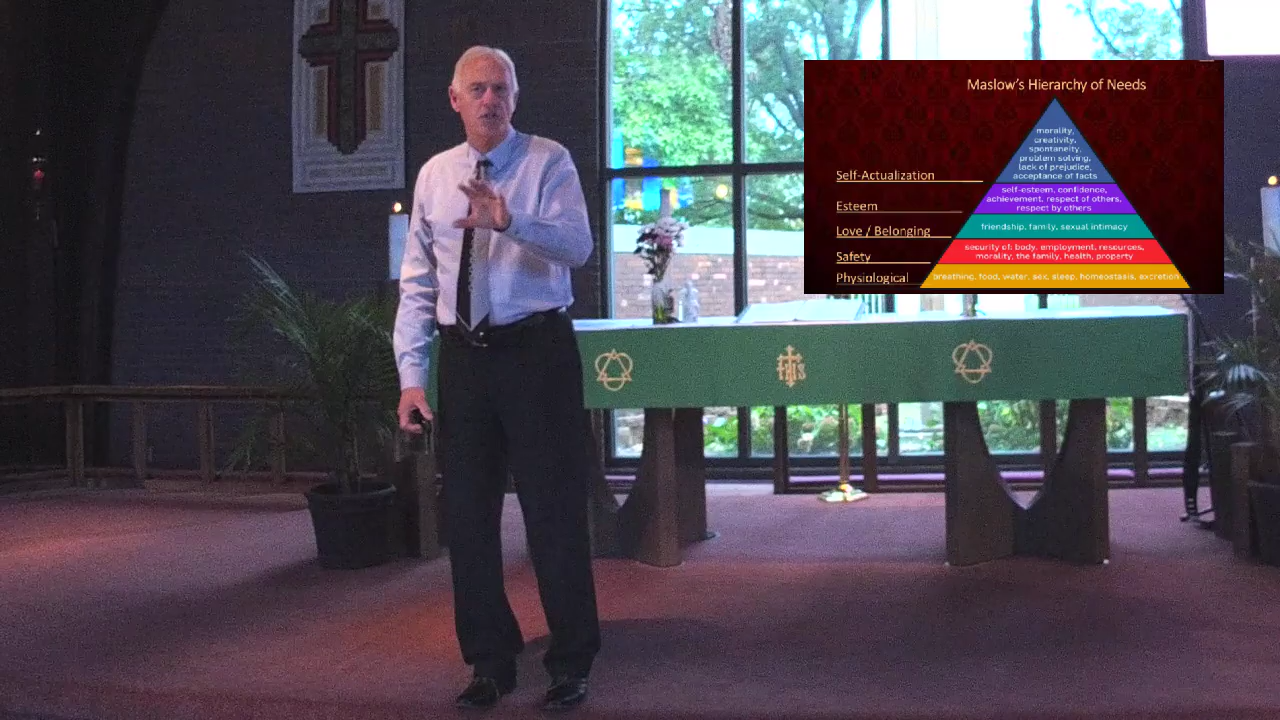 Maslow's Hierarchy of Needs
morality,
creativity,
spontaneity,
problem solving,
lack of prejudice,
acceptance of facts
Self-Actualization
self-esteem, confidence,
achievement, respect of others,
respect by others
Esteem
friendship, family, sexual intimacy
Love / Belonging
security of: body, employment, resources,
morality, the family, health, property
Safety
breathing, food, water, sex, sleep, homeostasis, excretion
Physiological
IHS